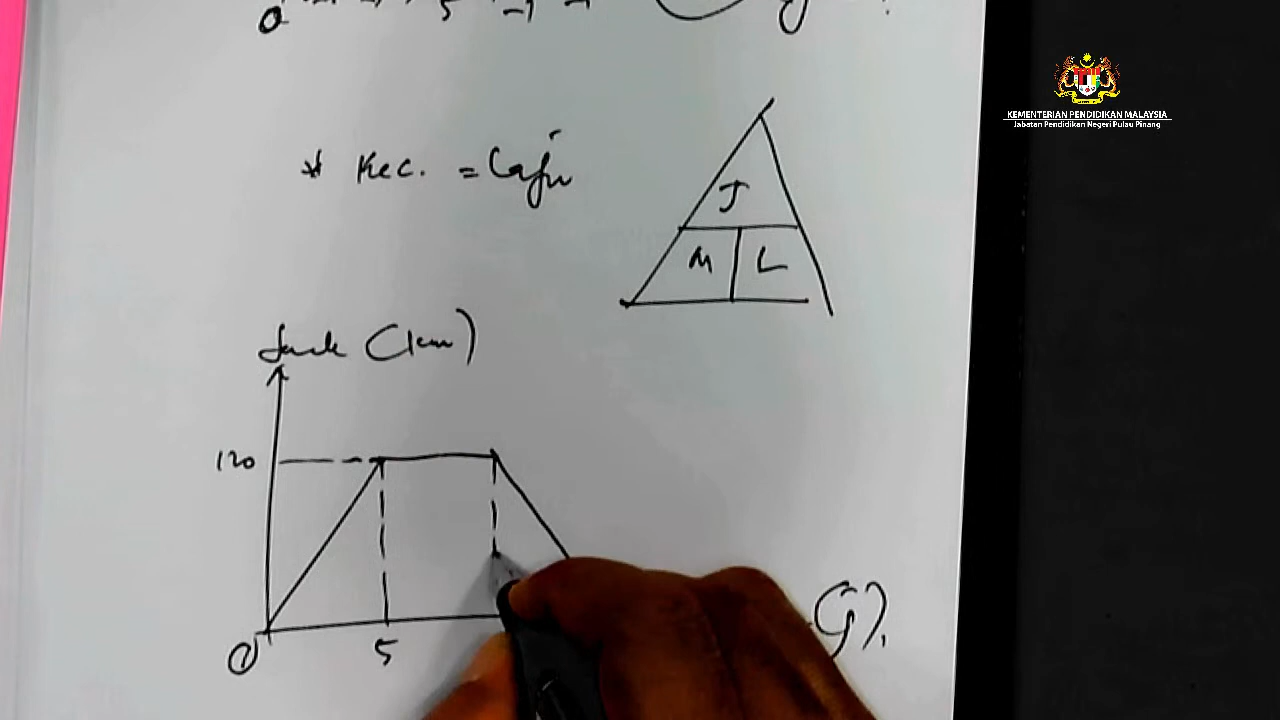 KEMENTERIAN PENDIDIKAN MALAYSIA
Jabatan Pendidikan Negeri Pulau Pinang
* Kec. = Laju
J
M L
Jarak (km)
120
0 5